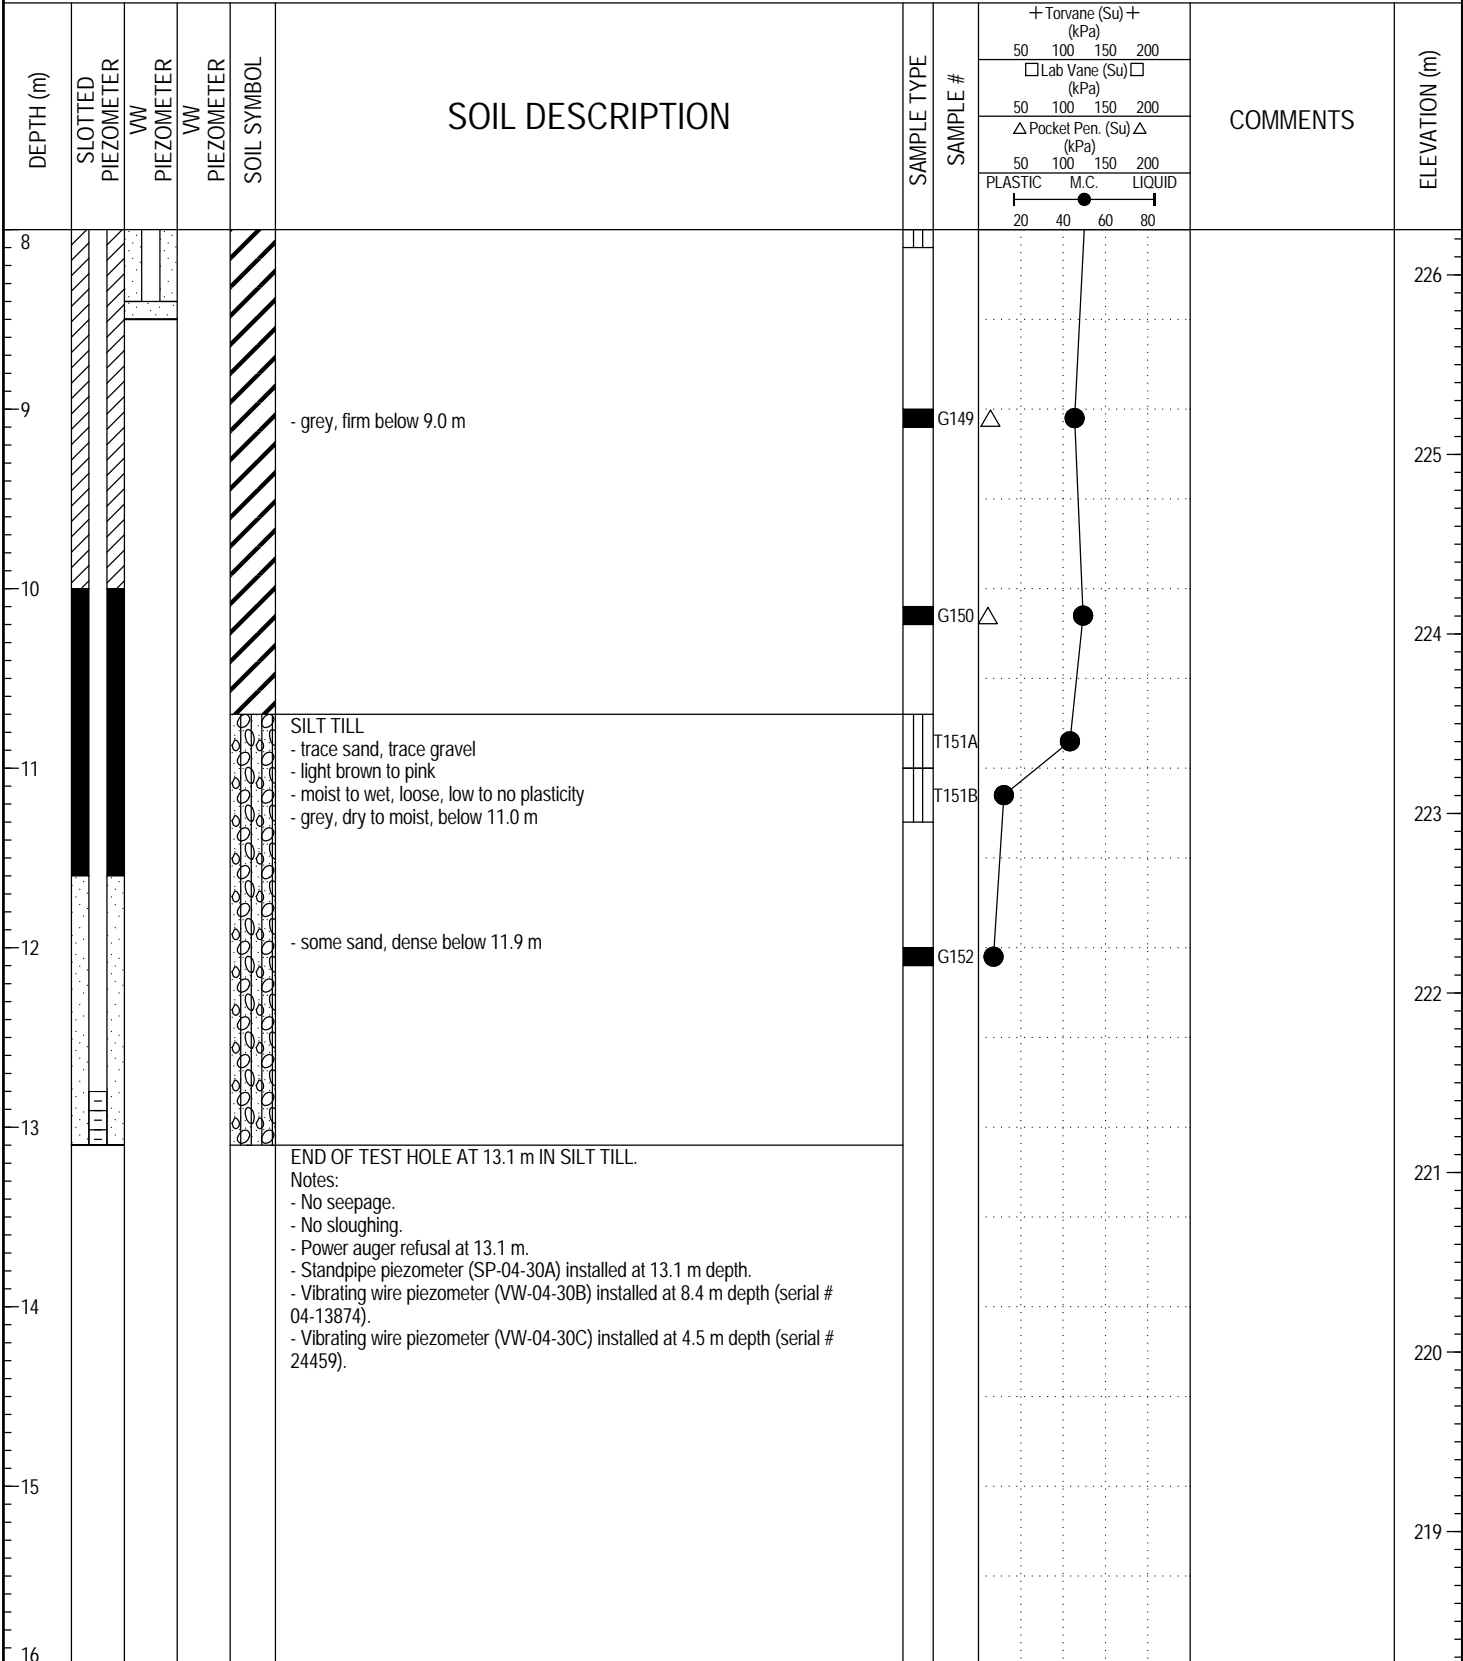 DEPTH (m)
SLOTTED
PIEZOMETER
VW
PIEZOMETER
VW
PIEZOMETER
SOIL SYMBOL
SOIL DESCRIPTION
SAMPLE TYPE
SAMPLE #
+ Torvane (Su) +
(kPa)
50 100 150 200
□ Lab Vane (Su) □
(kPa)
50 100 150 200
△ Pocket Pen. (Su) △
(kPa)
50 100 150 200
PLASTIC M.C. LIQUID
20 40 60 80
COMMENTS
ELEVATION (m)
8
226
9
- grey, firm below 9.0 m
G149
225
10
G150
224
SILT TILL
- trace sand, trace gravel
T151A
- light brown to pink
11
- moist to wet, loose, low to no plasticity
T151B
- grey, dry to moist, below 11.0 m
223
- some sand, dense below 11.9 m
12
G152
222
13
END OF TEST HOLE AT 13.1 m IN SILT TILL.
221
Notes:
- No seepage.
- No sloughing.
- Power auger refusal at 13.1 m.
- Standpipe piezometer (SP-04-30A) installed at 13.1 m depth.
- Vibrating wire piezometer (VW-04-30B) installed at 8.4 m depth (serial #
14
04-13874).
- Vibrating wire piezometer (VW-04-30C) installed at 4.5 m depth (serial #
24459).
220
15
219
16